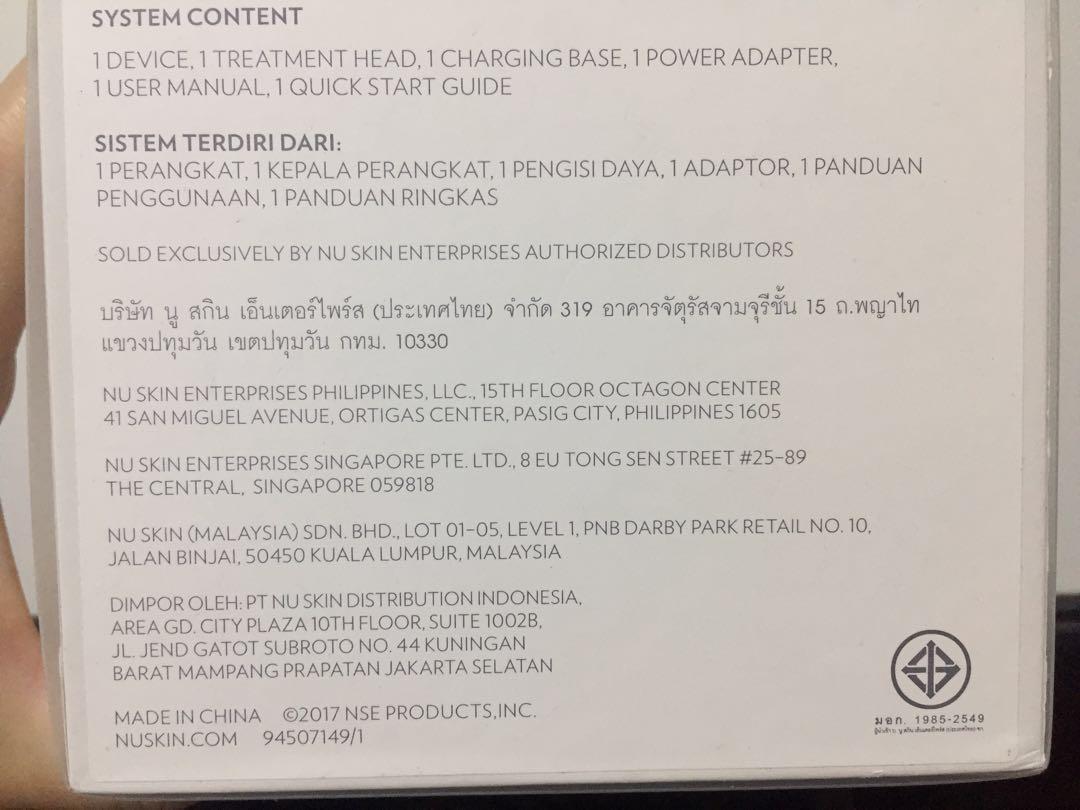 SYSTEM CONTENT
1 DEVICE, 1 TREATMENT HEAD, 1 CHARGING BASE, 1 POWER ADAPTER,
1 USER MANUAL, 1 QUICK START GUIDE
SISTEM TERDIRI DARI:
1 PERANGKAT, 1 KEPALA PERANGKAT, 1 PENGISI DAYA, 1 ADAPTOR, 1 PANDUAN
PENGGUNAAN, 1 PANDUAN RINGKAS
SOLD EXCLUSIVELY BY NU SKIN ENTERPRISES AUTHORIZED DISTRIBUTORS
บริษัท นู สกิน เอ็นเตอร์ไพร์ส (ประเทศไทย) จำกัด 319 อาคารจัตุรัสจามจุรีชั้น 15 ถ.พญาไท
แขวงปทุมวัน เขตปทุมวัน กทม. 10330
NU SKIN ENTERPRISES PHILIPPINES, LLC., 15TH FLOOR OCTAGON CENTER
41 SAN MIGUEL AVENUE, ORTIGAS CENTER, PASIG CITY, PHILIPPINES 1605
NU SKIN ENTERPRISES SINGAPORE PTE. LTD., 8 EU TONG SEN STREET #25-89
THE CENTRAL, SINGAPORE 059818
NU SKIN (MALAYSIA) SDN. BHD., LOT 01-05, LEVEL 1, PNB DARBY PARK RETAIL NO. 10,
JALAN BINJAI, 50450 KUALA LUMPUR, MALAYSIA
DIMPOR OLEH: PT NU SKIN DISTRIBUTION INDONESIA,
AREA GD. CITY PLAZA 10TH FLOOR, SUITE 1002B,
JL. JEND GATOT SUBROTO NO. 44 KUNINGAN
BARAT MAMPANG PRAPATAN JAKARTA SELATAN
MADE IN CHINA ©2017 NSE PRODUCTS,INC.
NUSKIN.COM 94507149/1
มอก. 1985-2549